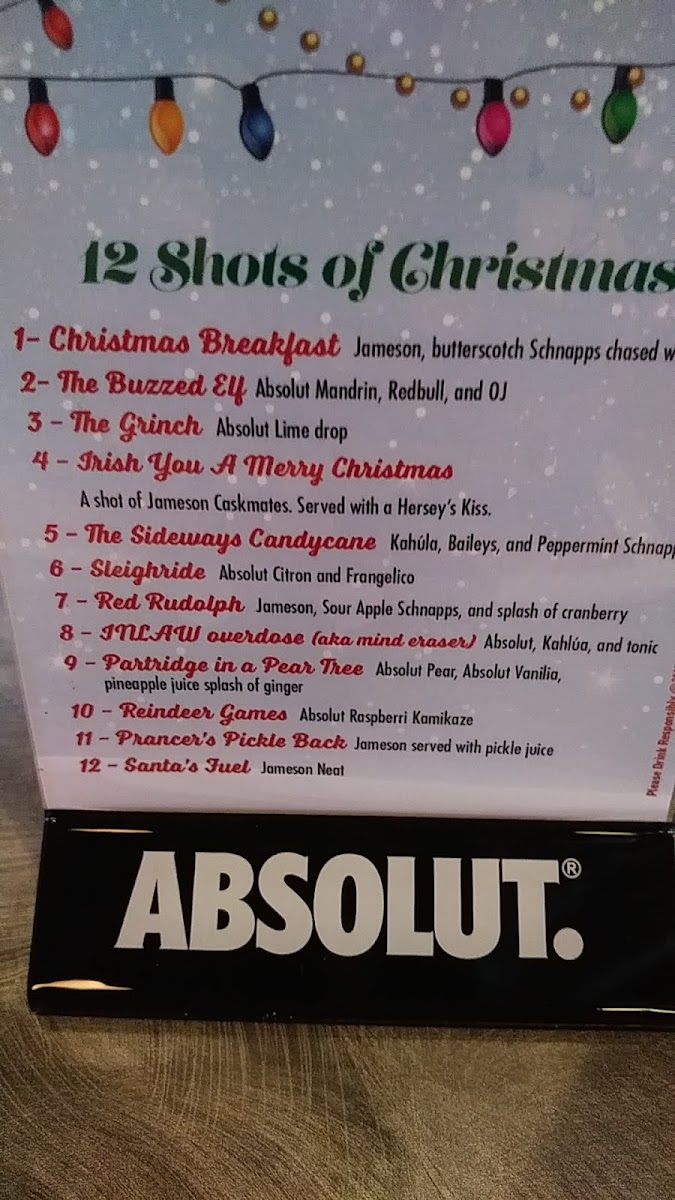 12 Shots of Christmas
1- Christmas Breakfast Jameson, butterscotch Schnapps chased w
2- The Buzzed Elf Absolut Mandrin, Redbull, and OJ
3 - The Grinch Absolut Lime drop
4 - Irish You A Merry Christmas
A shot of Jameson Caskmates. Served with a Hersey's Kiss.
5 - The Sideways Candycane Kahúla, Baileys, and Peppermint Schnapp
6 - Sleighride Absolut Citron and Frangelico
7 - Red Rudolph Jameson, Sour Apple Schnapps, and splash of cranberry
8 - INLAW overdose (aka mind eraser) Absolut, Kahlúa, and tonic
9 - Partridge in a Pear Tree Absolut Pear, Absolut Vanilia,
pineapple juice splash of ginger
10 - Reindeer Games Absolut Raspberri Kamikaze
11 - Prancer's Pickle Back Jameson served with pickle juice
12 - Santa's Fuel Jameson Neat
Please Drink Responsibly
ABSOLUT.®